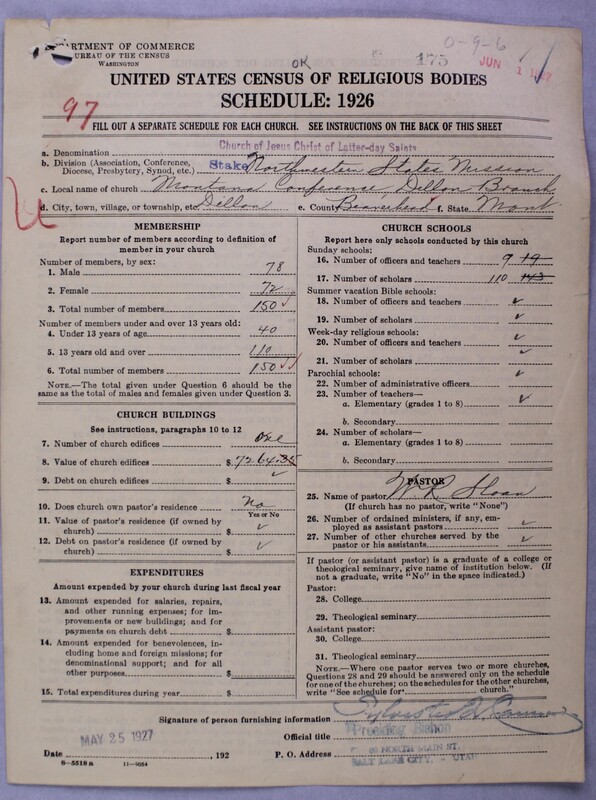 DEPARTMENT OF COMMERCE
BUREAU OF THE CENSUS
WASHINGTON
OK
175
0-9-6
JUN
UNITED STATES CENSUS OF RELIGIOUS BODIES
SCHEDULE: 1926
97
FILL OUT A SEPARATE SCHEDULE FOR EACH CHURCH. SEE INSTRUCTIONS ON THE BACK OF THIS SHEET
a. Denomination Church of Jesus Christ of Latter-day Saints
b. Division (Association, Conference, Diocese, Presbytery, Synod, etc.) Stake Northwestern States Mission
c. Local name of church Montana Conference, Dillon Branch
d. City, town, village, or township, etc. Dillon e. County Beaverhead f. State Mont.
MEMBERSHIP
Report number of members according to definition of
member in your church
Number of members, by sex:
1. Male 78
2. Female 72
3. Total number of members 150
Number of members under and over 13 years old:
4. Under 13 years of age 40
5. 13 years old and over 110
6. Total number of members 150
NOTE.—The total given under Question 6 should be
the same as the total of males and females given under Question 3.
CHURCH BUILDINGS
See instructions, paragraphs 10 to 12
7. Number of church edifices one
8. Value of church edifices $ 7264.35
9. Debt on church edifices $
10. Does church own pastor's residence No
Yes or No
11. Value of pastor's residence (if owned by
church) $
12. Debt on pastor's residence (if owned by
church) $
EXPENDITURES
Amount expended by your church during last fiscal year
13. Amount expended for salaries, repairs,
and other running expenses; for im-
provements or new buildings; and for
payments on church debt $
14. Amount expended for benevolences, in-
cluding home and foreign missions; for
denominational support; and for all
other purposes $
15. Total expenditures during year $
CHURCH SCHOOLS
Report here only schools conducted by this church
Sunday schools:
16. Number of officers and teachers 9 19
17. Number of scholars 110 143
Summer vacation Bible schools:
18. Number of officers and teachers
19. Number of scholars
Week-day religious schools:
20. Number of officers and teachers
21. Number of scholars
Parochial schools:
22. Number of administrative officers
23. Number of teachers—
a. Elementary (grades 1 to 8)
b. Secondary
24. Number of scholars—
a. Elementary (grades 1 to 8)
b. Secondary
PASTOR
25. Name of pastor W. R. Sloan
(If church has no pastor, write "None")
26. Number of ordained ministers, if any, em-
ployed as assistant pastors
27. Number of other churches served by the
pastor or his assistants
If pastor (or assistant pastor) is a graduate of a college or
theological seminary, give name of institution below. (If
not a graduate, write "No" in the space indicated.)
Pastor:
28. College
29. Theological seminary
Assistant pastor:
30. College
31. Theological seminary
NOTE.—Where one pastor serves two or more churches,
Questions 28 and 29 should be answered only on the schedule
for one of the churches; on the schedules for the other churches,
write "See schedule for church."
Signature of person furnishing information Sylvester Q. Cannon
Official title Presiding Bishop
MAY 25 1927
Date , 192 P. O. Address NORTH MAIN ST.
SALT LAKE CITY, UTAH
8-5518 a 11-9054